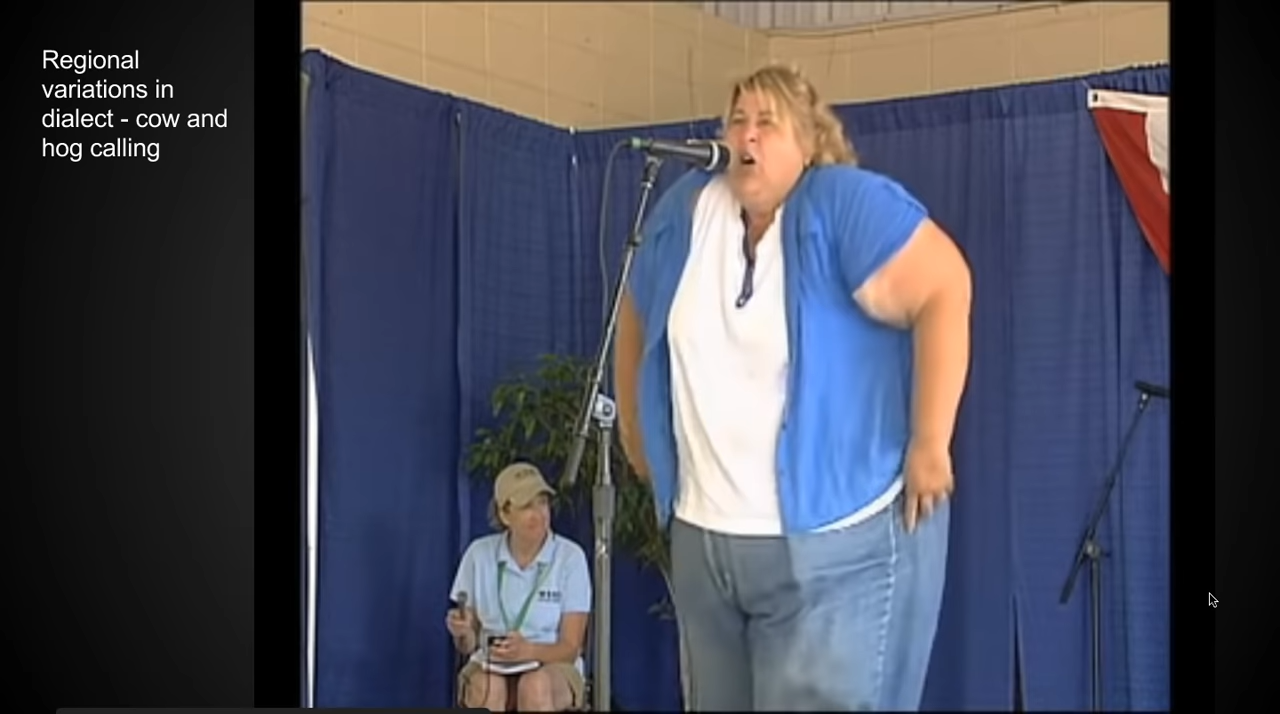 Regional
variations in
dialect - cow and
hog calling